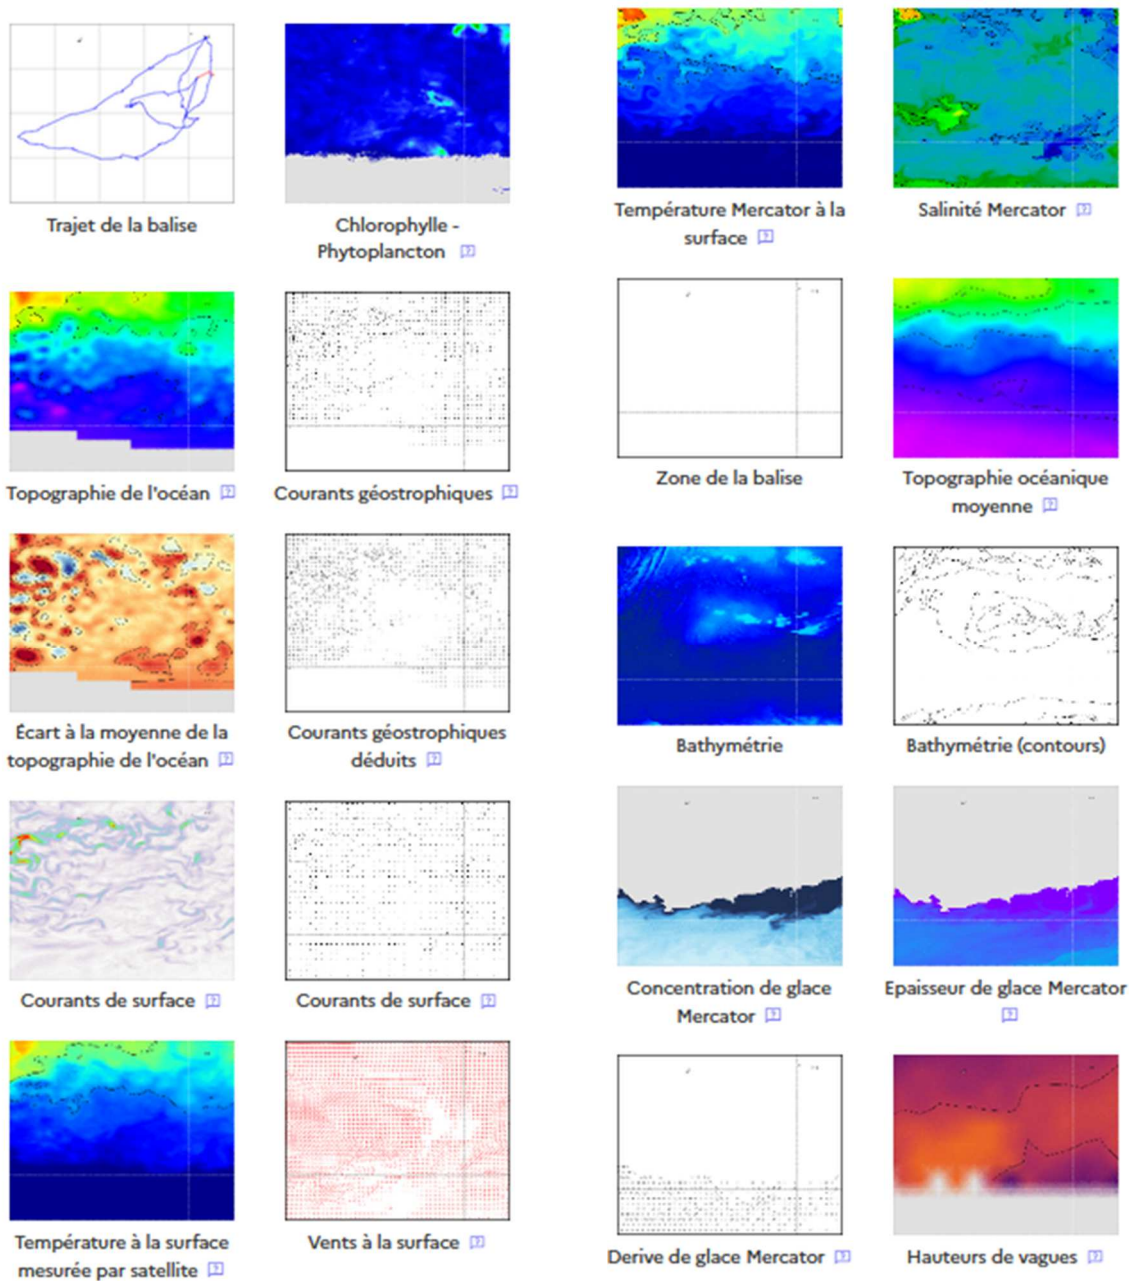 Trajet de la balise
Chlorophylle -
Phytoplancton
Température Mercator à la
surface
Salinité Mercator
Topographie de l'océan
Courants géostrophiques
Zone de la balise
Topographie océanique
moyenne
Écart à la moyenne de la
topographie de l'océan
Courants géostrophiques
déduits
Bathymétrie
Bathymétrie (contours)
Courants de surface
Courants de surface
Concentration de glace
Mercator
Epaisseur de glace Mercator
Température à la surface
mesurée par satellite
Vents à la surface
Derive de glace Mercator
Hauteurs de vagues